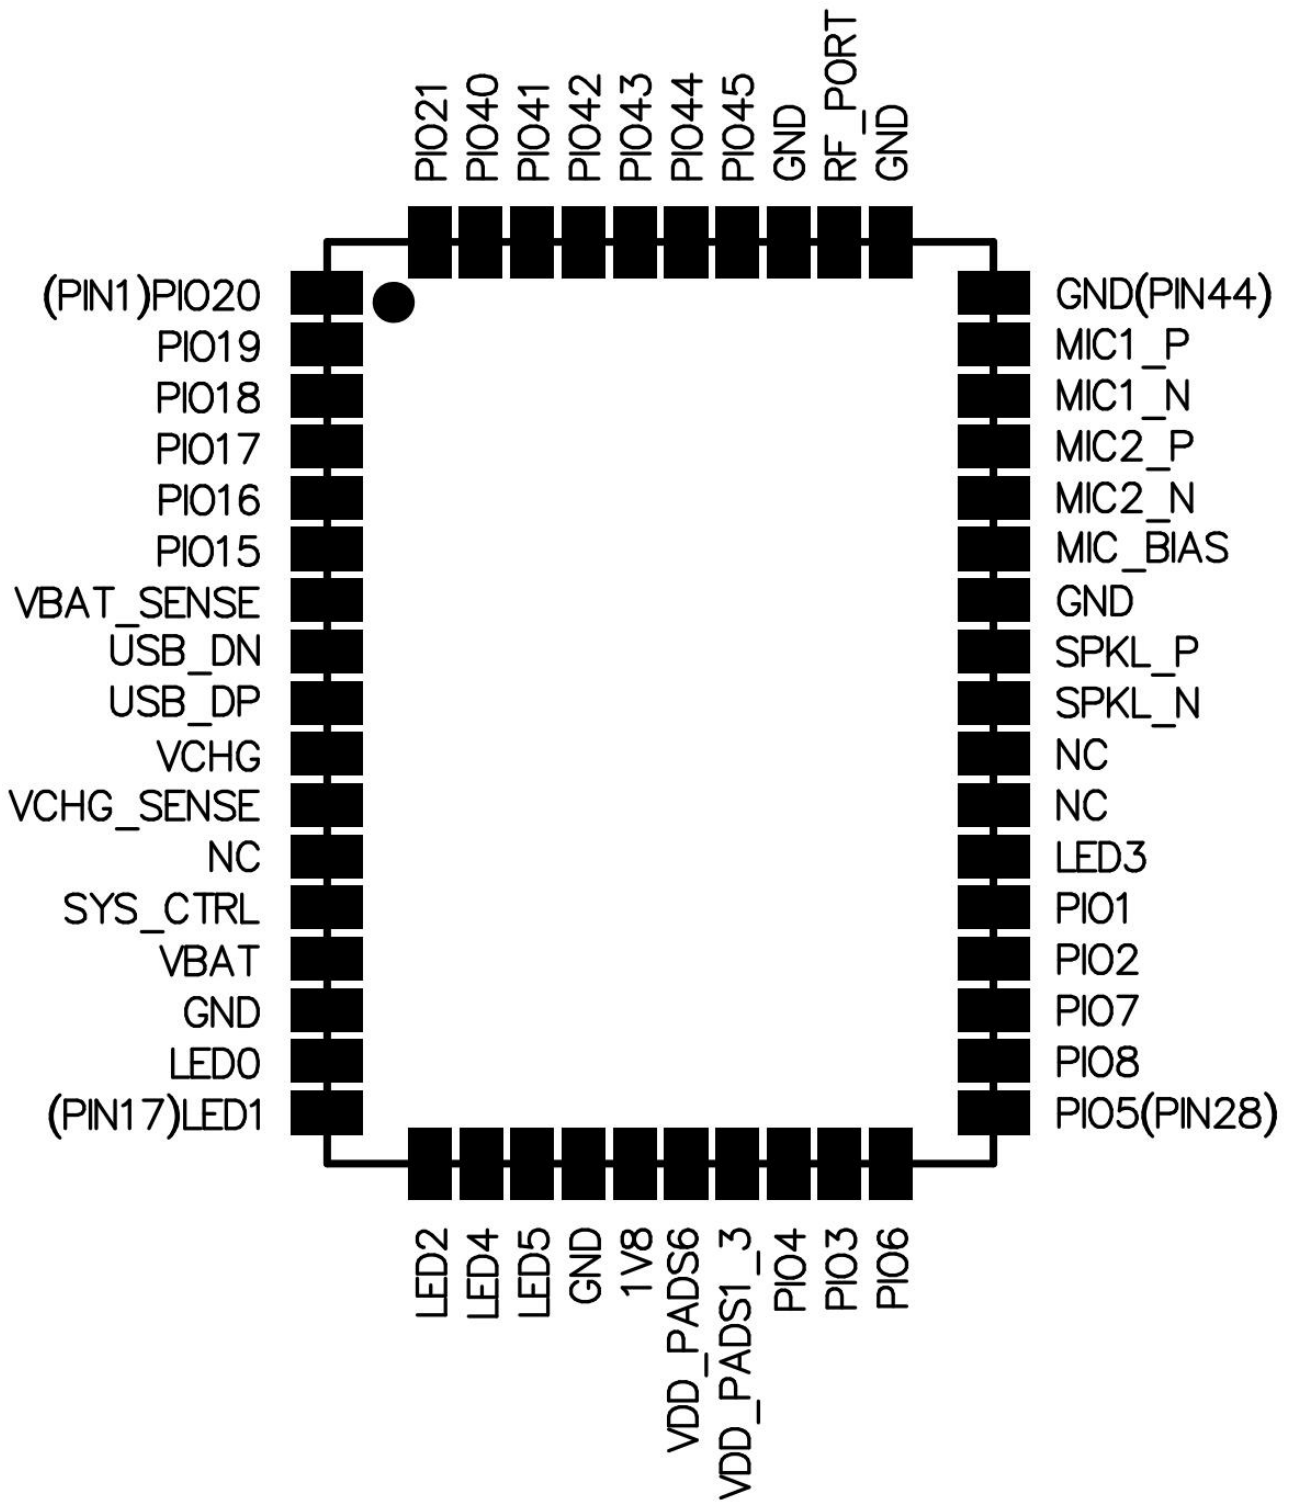 PIO21
PIO40
PIO41
PIO42
PIO43
PIO44
PIO45
GND
RF_PORT
GND
(PIN1)PIO20
PIO19
PIO18
PIO17
PIO16
PIO15
VBAT_SENSE
USB_DN
USB_DP
VCHG
VCHG_SENSE
NC
SYS_CTRL
VBAT
GND
LED0
(PIN17)LED1
GND(PIN44)
MIC1_P
MIC1_N
MIC2_P
MIC2_N
MIC_BIAS
GND
SPKL_P
SPKL_N
NC
NC
LED3
PIO1
PIO2
PIO7
PIO8
PIO5(PIN28)
LED2
LED4
LED5
GND
1V8
VDD_PADS6
VDD_PADS1_3
PIO4
PIO3
PIO6